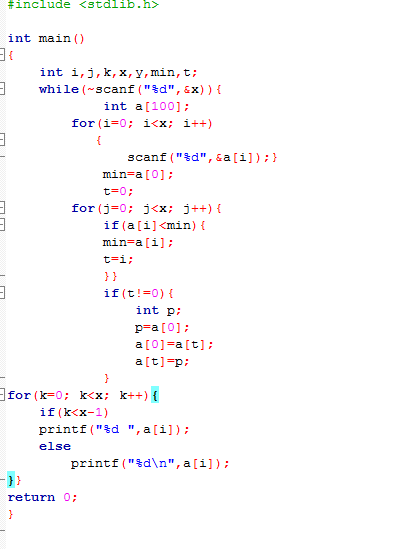 #include <stdlib.h>
int main()
{
int i,j,k,x,y,min,t;
while(~scanf("%d",&x)){
int a[100];
for(i=0; i<x; i++)
{
scanf("%d",&a[i]);}
min=a[0];
t=0;
for(j=0; j<x; j++){
if(a[i]<min){
min=a[i];
t=i;
}}
if(t!=0){
int p;
p=a[0];
a[0]=a[t];
a[t]=p;
}
for(k=0; k<x; k++){
if(k<x-1)
printf("%d ",a[i]);
else
printf("%d\n",a[i]);
}}
return 0;
}